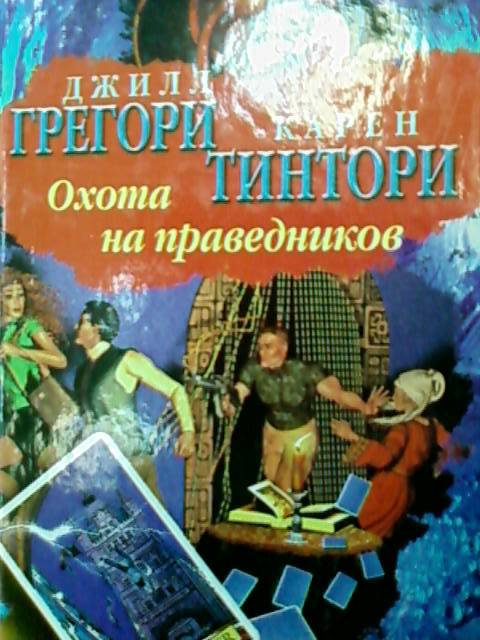 ДЖИЛЛ
ГРЕГОРИ
КАРЕН
ТИНТОРИ
Охота
на праведников